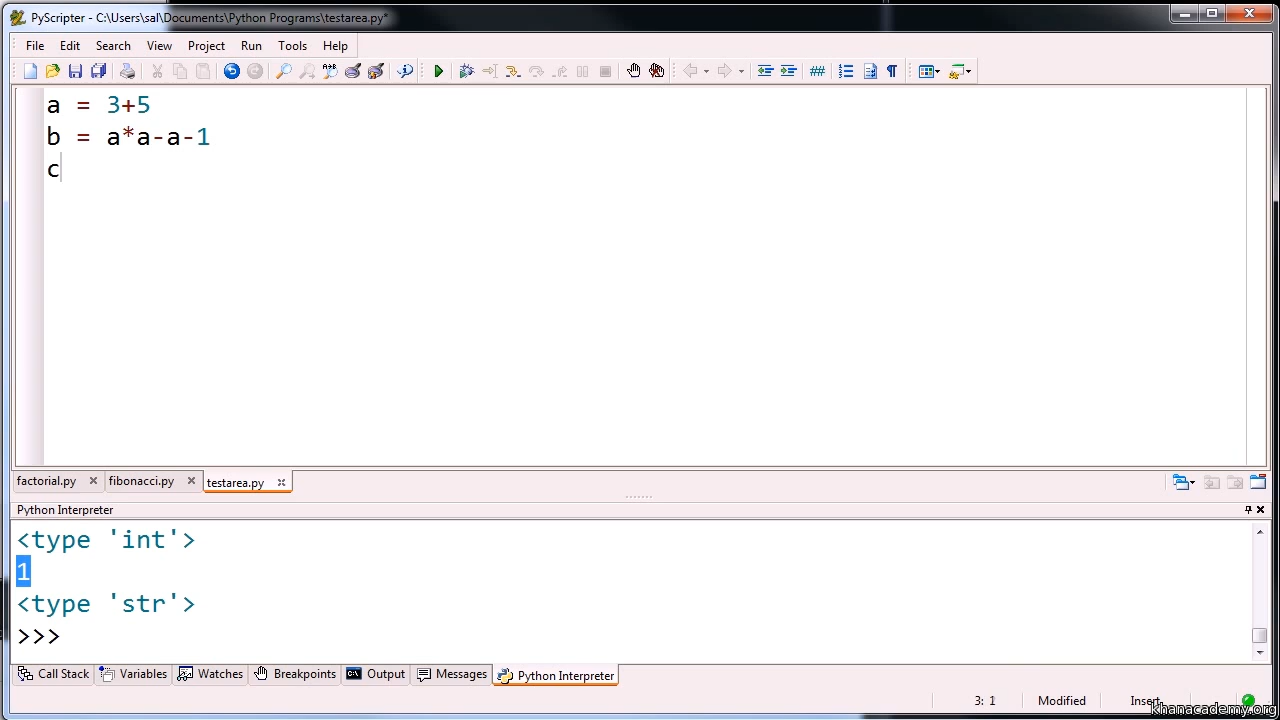 PyScripter - C:\Users\sal\Documents\Python Programs\testarea.py*
File Edit Search View Project Run Tools Help
a = 3+5
b = a*a-a-1
c
factorial.py fibonacci.py testarea.py
Python Interpreter
<type 'int'>
1
<type 'str'>
>>>
Call Stack Variables Watches Breakpoints Output Messages Python Interpreter
3: 1 Modified Insert
khanacademy.org